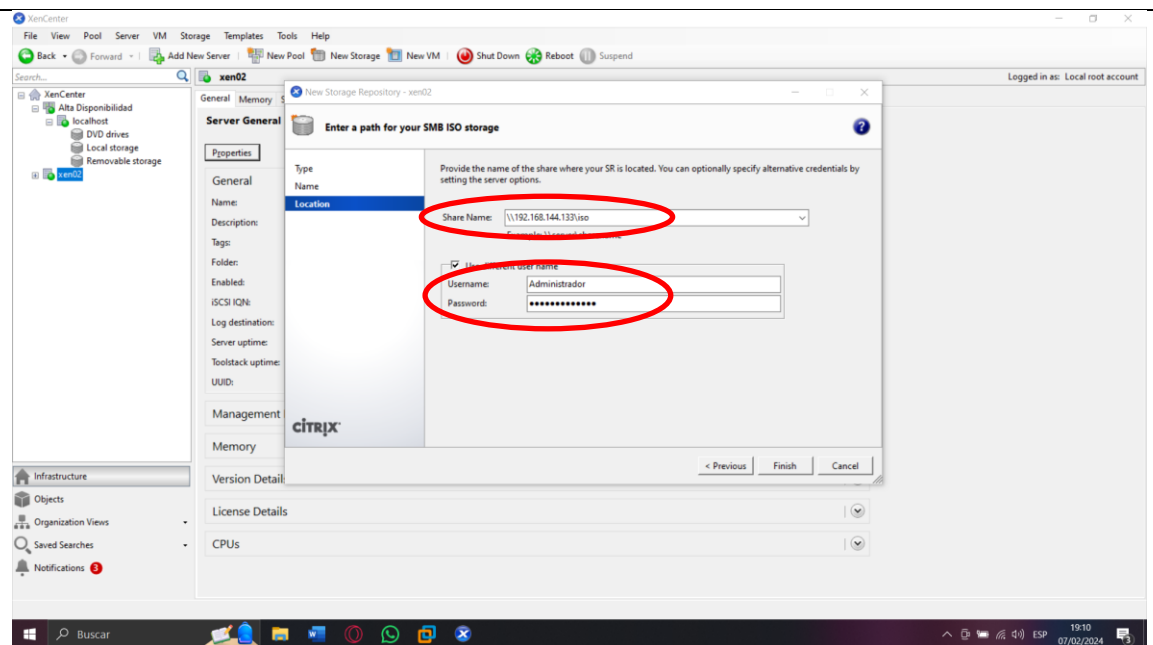 XenCenter
File View Pool Server VM Storage Templates Tools Help
Back Forward Add New Server New Pool New Storage New VM Shut Down Reboot Suspend
Search...
xen02
Logged in as: Local root account
XenCenter
Alta Disponibilidad
localhost
DVD drives
Local storage
Removable storage
xen02
General Memory
Server General
Properties
General
Name:
Description:
Tags:
Folder:
Enabled:
iSCSI IQN:
Log destination:
Server uptime:
Toolstack uptime:
UUID:
Management
Memory
Version Detail
License Details
CPUs
New Storage Repository - xen02
Enter a path for your SMB ISO storage
Type
Name
Location
CITRIX
Provide the name of the share where your SR is located. You can optionally specify alternative credentials by
setting the server options.
Share Name: \\192.168.144.133\iso
user name
Username: Administrador
Password: •••••••••••••
< Previous Finish Cancel
Infrastructure
Objects
Organization Views
Saved Searches
Notifications 3
Buscar
ESP
19:10
07/02/2024
3